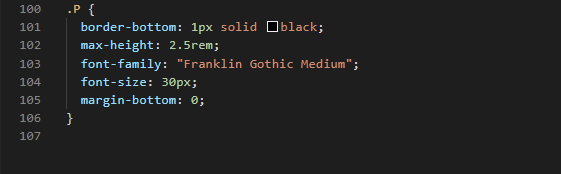 100 .P {
101 border-bottom: 1px solid black;
102 max-height: 2.5rem;
103 font-family: "Franklin Gothic Medium";
104 font-size: 30px;
105 margin-bottom: 0;
106 }
107